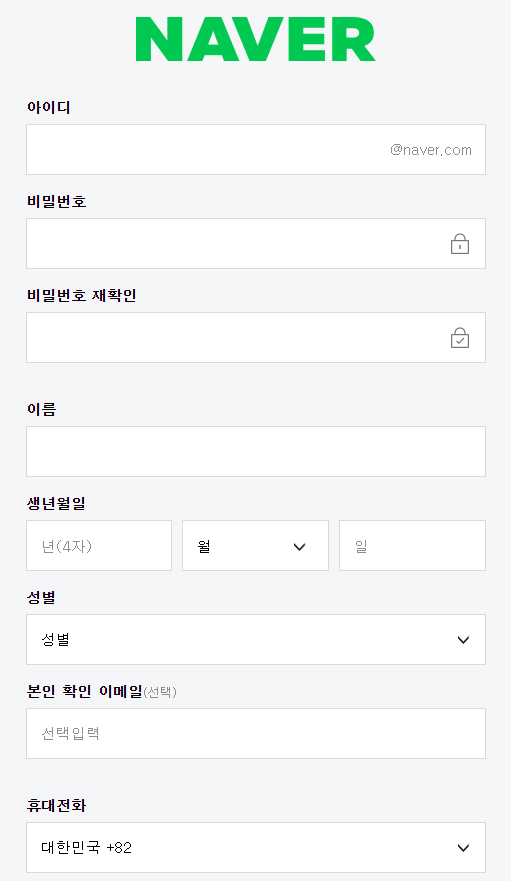 NAVER
아이디
@naver.com
비밀번호
비밀번호 재확인
이름
생년월일
년(4자) 월 일
성별
성별
본인 확인 이메일(선택)
선택입력
휴대전화
대한민국 +82